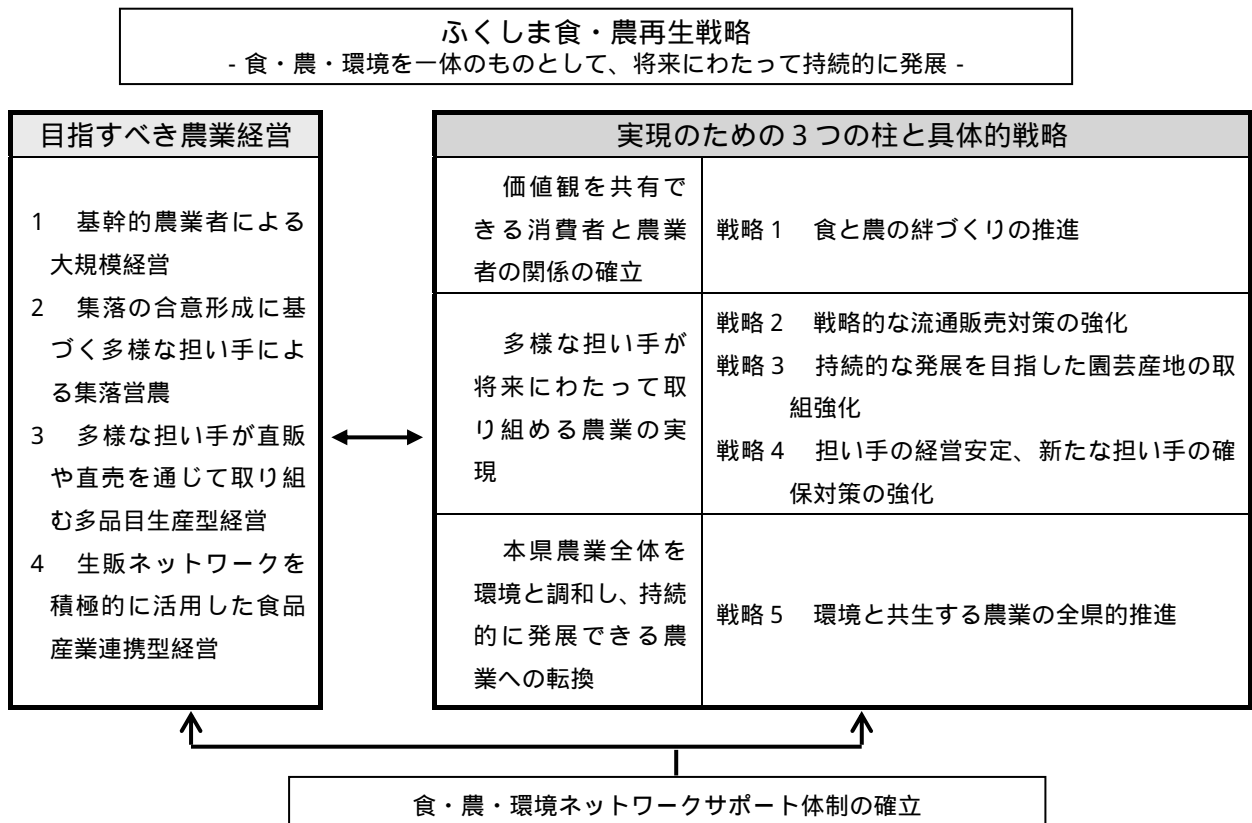 ふくしま食・農再生戦略
- 食・農・環境を一体のものとして、将来にわたって持続的に発展 -
目指すべき農業経営
1 基幹的農業者による
大規模経営
2 集落の合意形成に基
づく多様な担い手によ
る集落営農
3 多様な担い手が直販
や直売を通じて取り組
む多品目生産型経営
4 生販ネットワークを
積極的に活用した食品
産業連携型経営
実現のための3つの柱と具体的戦略
価値観を共有で
きる消費者と農業
者の関係の確立
戦略1 食と農の絆づくりの推進
多様な担い手が
将来にわたって取
り組める農業の実
現
戦略2 戦略的な流通販売対策の強化
戦略3 持続的な発展を目指した園芸産地の取
組強化
戦略4 担い手の経営安定、新たな担い手の確
保対策の強化
本県農業全体を
環境と調和し、持続
的に発展できる農
業への転換
戦略5 環境と共生する農業の全県的推進
食・農・環境ネットワークサポート体制の確立